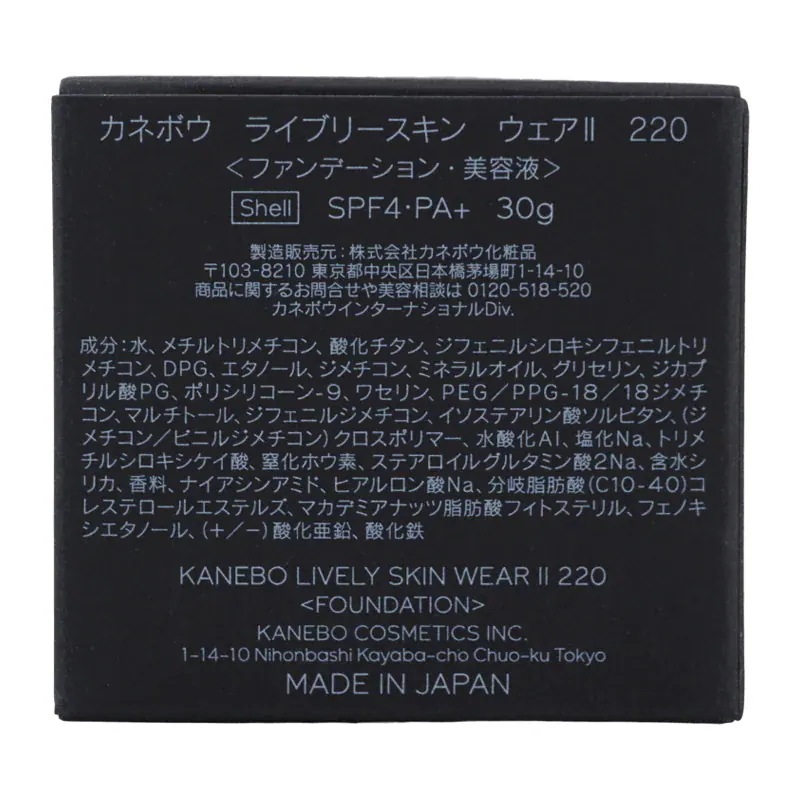 カネボウ ライブリースキン ウェアⅡ 220
<ファンデーション・美容液>
Shell SPF4・PA+ 30g
製造販売元：株式会社カネボウ化粧品
〒103-8210 東京都中央区日本橋茅場町1-14-10
商品に関するお問合せや美容相談は 0120-518-520
カネボウインターナショナルDiv.
成分：水、メチルトリメチコン、酸化チタン、ジフェニルシロキシフェニルトリ
メチコン、DPG、エタノール、ジメチコン、ミネラルオイル、グリセリン、ジカプ
リル酸PG、ポリシリコーン-9、ワセリン、PEG／PPG-18／18ジメチ
コン、マルチトール、ジフェニルジメチコン、イソステアリン酸ソルビタン、（ジ
メチコン／ビニルジメチコン）クロスポリマー、水酸化Al、塩化Na、トリメ
チルシロキシケイ酸、窒化ホウ素、ステアロイルグルタミン酸2Na、含水シ
リカ、香料、ナイアシンアミド、ヒアルロン酸Na、分岐脂肪酸（C10-40）コ
レステロールエステルズ、マカデミアナッツ脂肪酸フィトステリル、フェノキ
シエタノール、（＋／−）酸化亜鉛、酸化鉄
KANEBO LIVELY SKIN WEAR Ⅱ 220
<FOUNDATION>
KANEBO COSMETICS INC.
1-14-10 Nihonbashi Kayaba-cho Chuo-ku Tokyo
MADE IN JAPAN